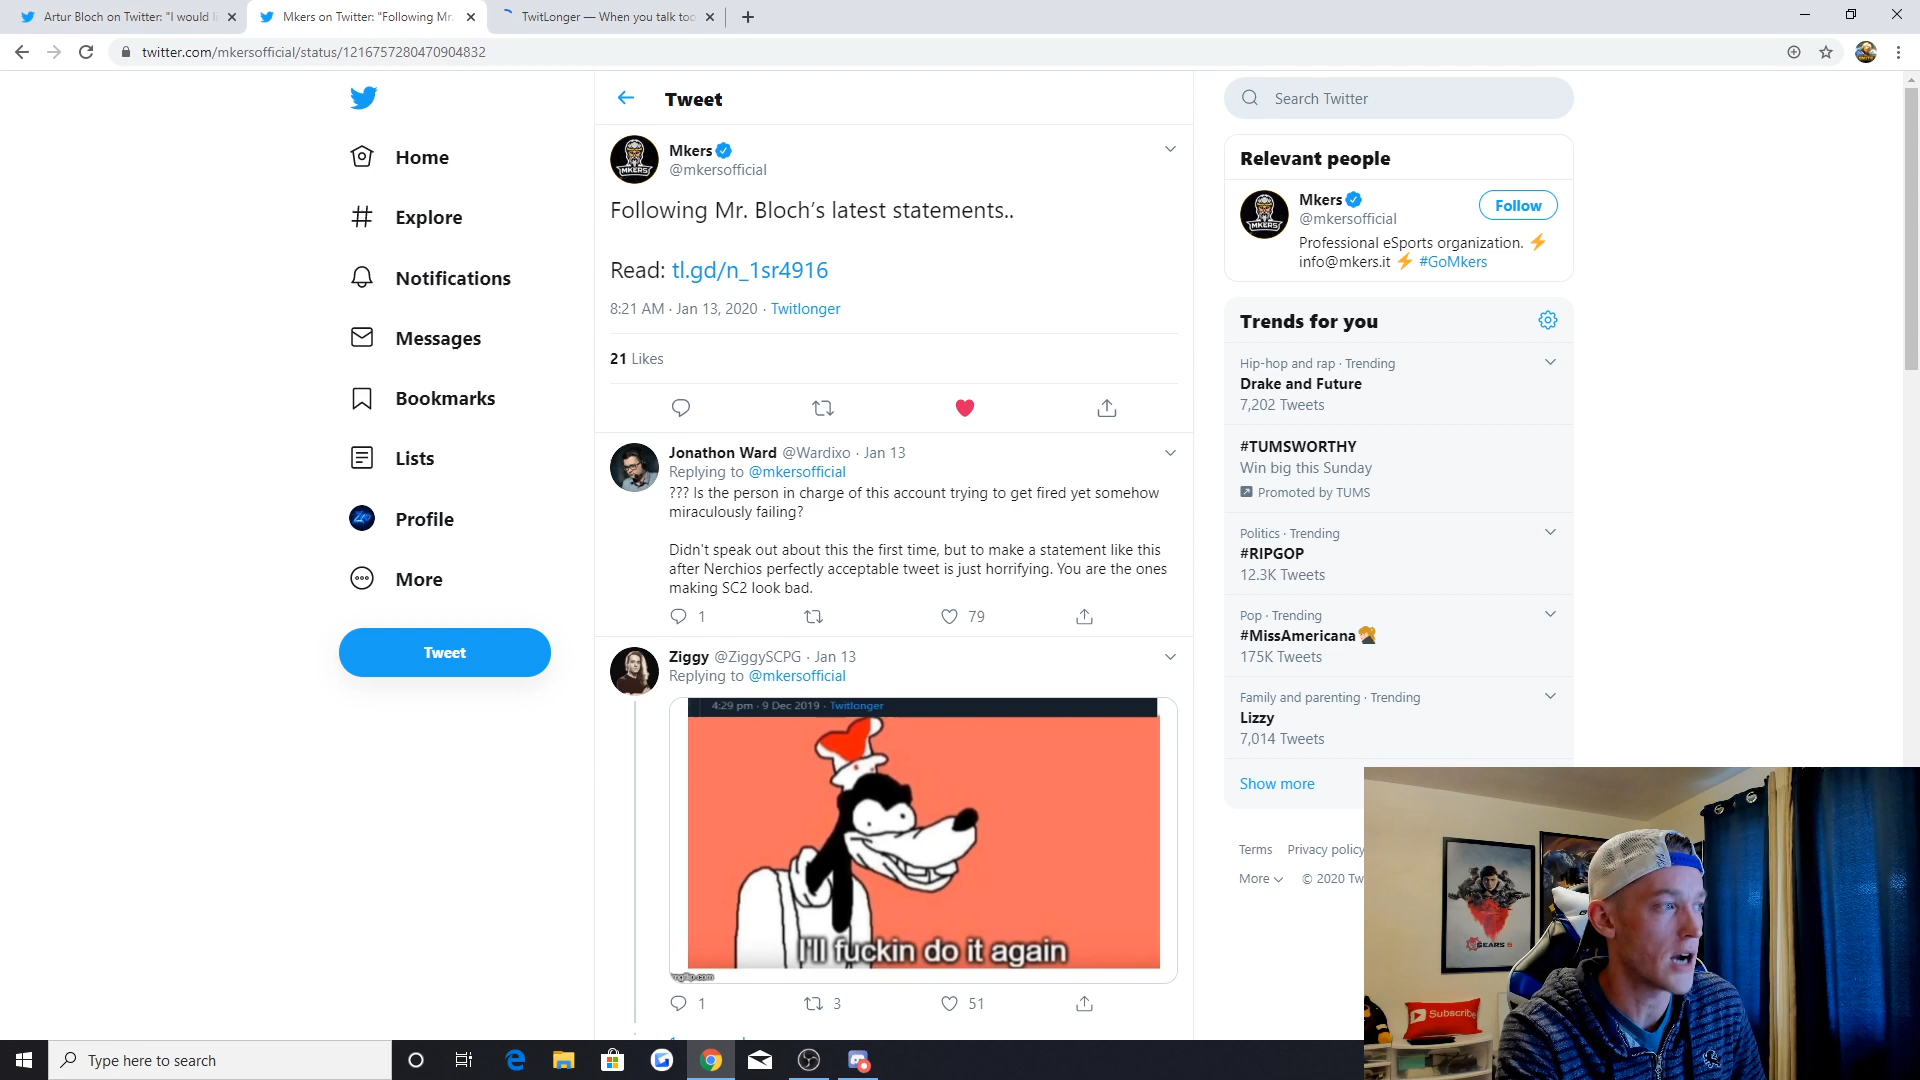 Artur Bloch on Twitter: "I would li
Mkers on Twitter: "Following Mr.
TwitLonger — When you talk too
twitter.com/mkersofficial/status/1216757280470904832
Home
Explore
Notifications
Messages
Bookmarks
Lists
Profile
More
Tweet
Tweet
Mkers
@mkersofficial
Following Mr. Bloch's latest statements..
Read: tl.gd/n_1sr4916
8:21 AM · Jan 13, 2020 · Twitlonger
21 Likes
Jonathon Ward @Wardixo · Jan 13
Replying to @mkersofficial
??? Is the person in charge of this account trying to get fired yet somehow
miraculously failing?
Didn't speak out about this the first time, but to make a statement like this
after Nerchios perfectly acceptable tweet is just horrifying. You are the ones
making SC2 look bad.
1
79
Ziggy @ZiggySCPG · Jan 13
Replying to @mkersofficial
4:29 pm · 9 Dec 2019 · Twitlonger
I'll fuckin do it again
imgflip.com
1
3
51
Search Twitter
Relevant people
Mkers
@mkersofficial
Follow
Professional eSports organization. ⚡
info@mkers.it ⚡ #GoMkers
Trends for you
Hip-hop and rap · Trending
Drake and Future
7,202 Tweets
#TUMSWORTHY
Win big this Sunday
Promoted by TUMS
Politics · Trending
#RIPGOP
12.3K Tweets
Pop · Trending
#MissAmericana
175K Tweets
Family and parenting · Trending
Lizzy
7,014 Tweets
Show more
Terms Privacy policy
More © 2020 Tw
MKERS
MKERS
GEARS 5
Subscribe
Type here to search